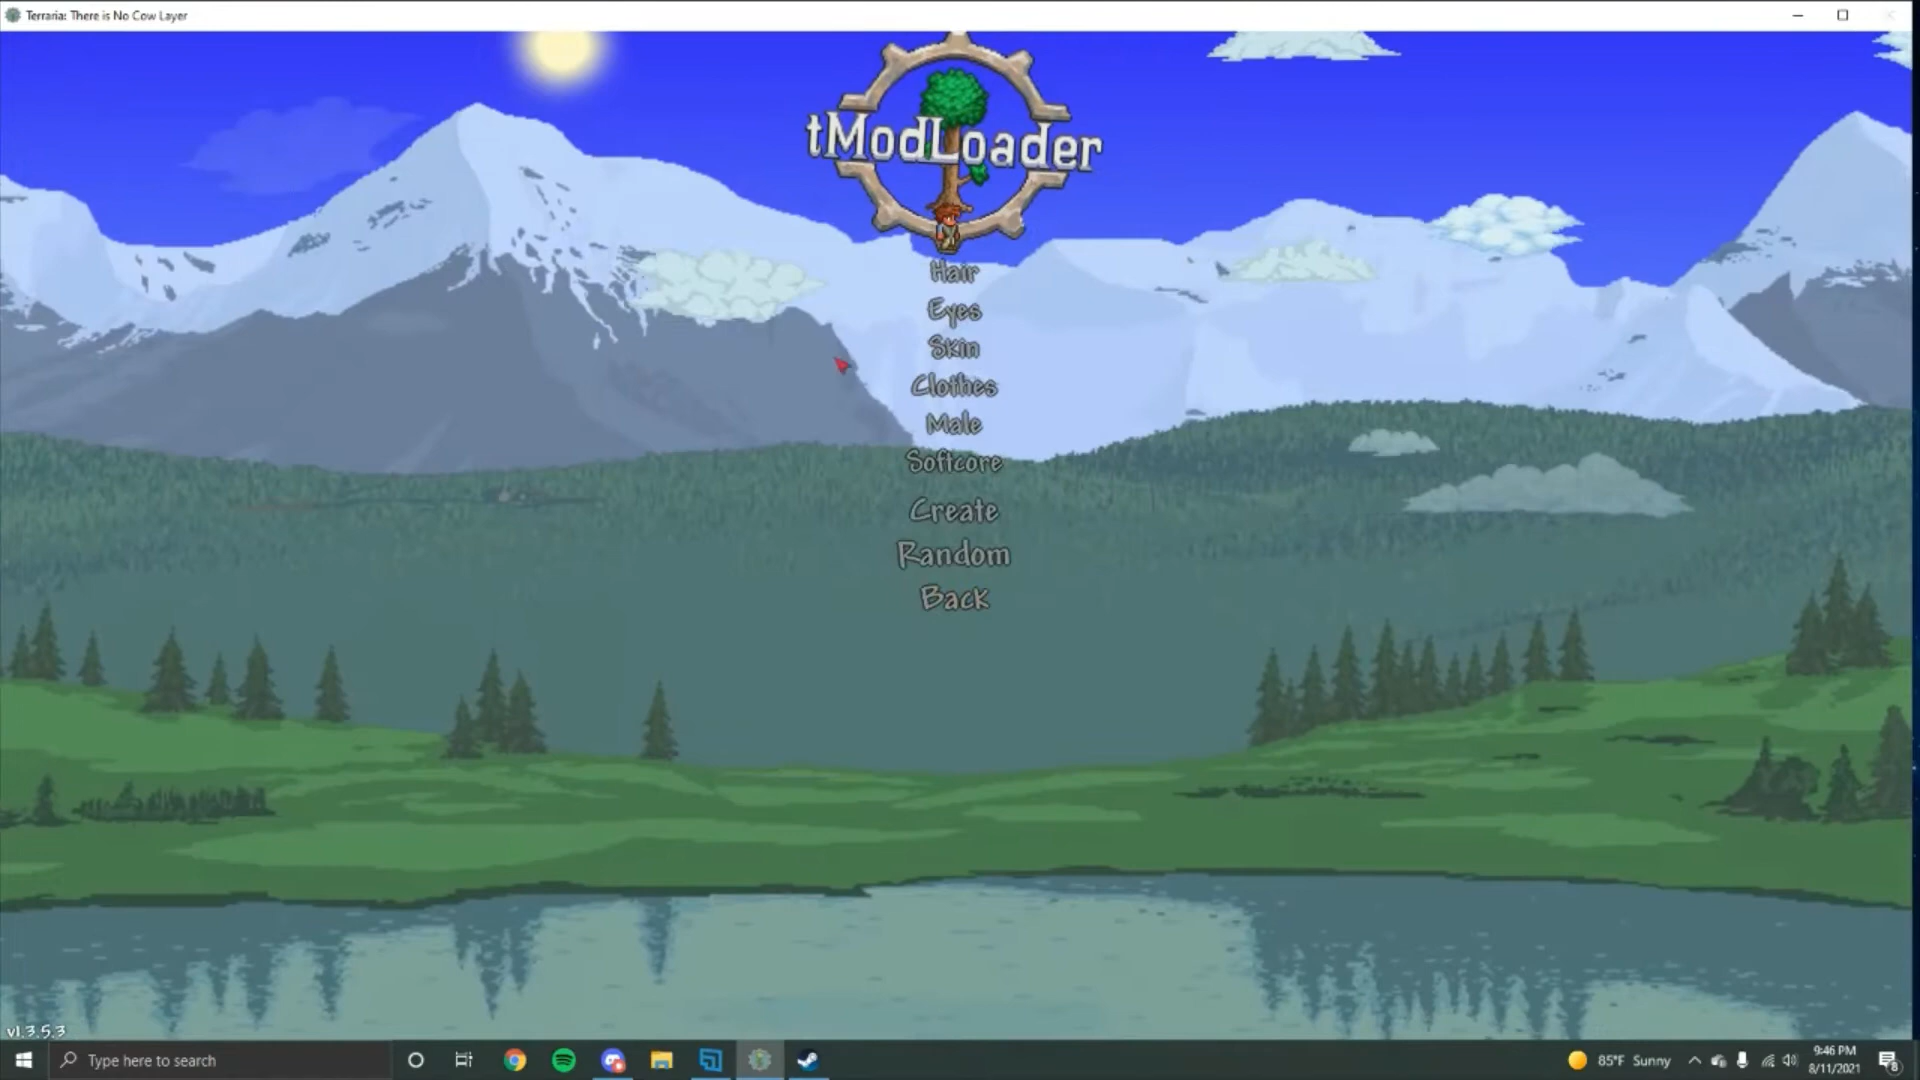 Terraria: There is No Cow Layer
tModLoader
Hair
Eyes
Skin
Clothes
Male
Softcore
Create
Random
Back
v1.3.5.3
Type here to search
85°F Sunny
9:46 PM
8/11/2021
8